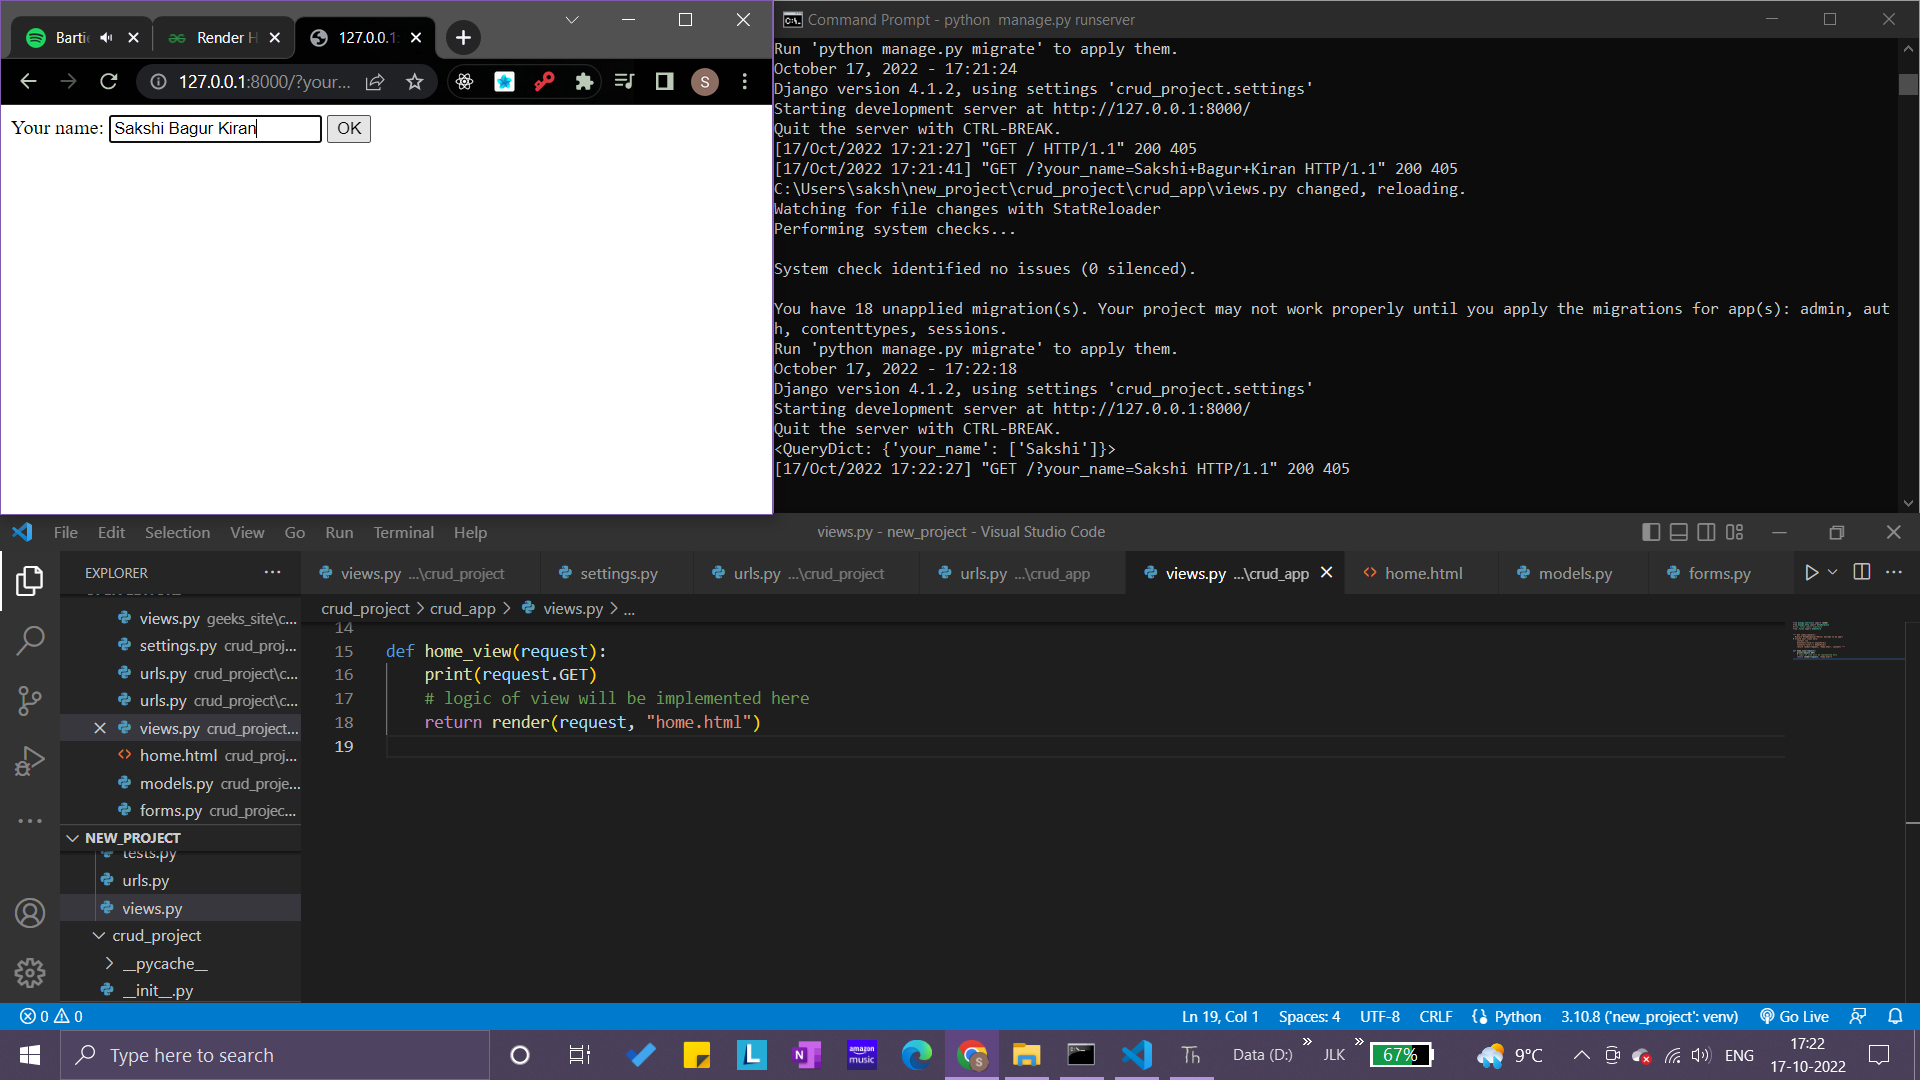 Barti
Render H
127.0.0.1:
127.0.0.1:8000/?your...
S
Your name: Sakshi Bagur Kiran OK
Command Prompt - python  manage.py runserver
Run 'python manage.py migrate' to apply them.
October 17, 2022 - 17:21:24
Django version 4.1.2, using settings 'crud_project.settings'
Starting development server at http://127.0.0.1:8000/
Quit the server with CTRL-BREAK.
[17/Oct/2022 17:21:27] "GET / HTTP/1.1" 200 405
[17/Oct/2022 17:21:41] "GET /?your_name=Sakshi+Bagur+Kiran HTTP/1.1" 200 405
C:\Users\saksh\new_project\crud_project\crud_app\views.py changed, reloading.
Watching for file changes with StatReloader
Performing system checks...
System check identified no issues (0 silenced).
You have 18 unapplied migration(s). Your project may not work properly until you apply the migrations for app(s): admin, aut
h, contenttypes, sessions.
Run 'python manage.py migrate' to apply them.
October 17, 2022 - 17:22:18
Django version 4.1.2, using settings 'crud_project.settings'
Starting development server at http://127.0.0.1:8000/
Quit the server with CTRL-BREAK.
<QueryDict: {'your_name': ['Sakshi']}>
[17/Oct/2022 17:22:27] "GET /?your_name=Sakshi HTTP/1.1" 200 405
File Edit Selection View Go Run Terminal Help
views.py - new_project - Visual Studio Code
EXPLORER ...
views.py geeks_site\c...
settings.py crud_proj...
urls.py crud_project\c...
urls.py crud_project\c...
views.py crud_project...
home.html crud_proj...
models.py crud_proje...
forms.py crud_projec...
NEW_PROJECT
tests.py
urls.py
views.py
crud_project
__pycache__
__init__.py
views.py ...\crud_project
settings.py
urls.py ...\crud_project
urls.py ...\crud_app
views.py ...\crud_app
home.html
models.py
forms.py
crud_project > crud_app > views.py > ...
14
15 def home_view(request):
16 print(request.GET)
17 # logic of view will be implemented here
18 return render(request, "home.html")
19
0 0
Ln 19, Col 1 Spaces: 4 UTF-8 CRLF Python 3.10.8 ('new_project': venv) Go Live
Type here to search
L
N
amazon music
S
Th
Data (D:) JLK 67% 9°C ENG
17:22
17-10-2022